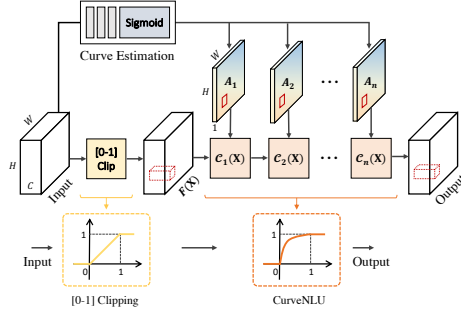 Sigmoid
Curve Estimation
W
H
1
A₁
A₂
...
Aₙ
W
H
C
Input
[0-1]
Clip
F(X)
C₁(X)
C₂(X)
...
Cₙ(X)
Output
Input
1
0
1
1
0
1
Output
[0-1] Clipping
CurveNLU